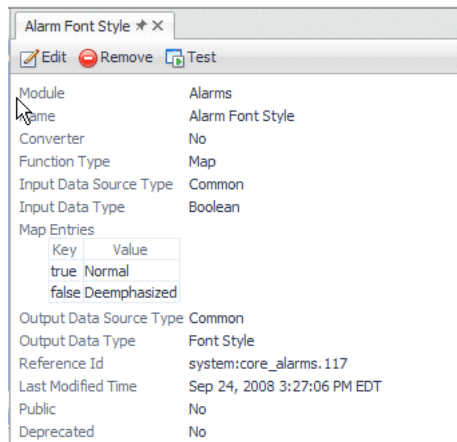 Alarm Font Style
Edit Remove Test
Module Alarms
Name Alarm Font Style
Converter No
Function Type Map
Input Data Source Type Common
Input Data Type Boolean
Map Entries
Key Value
true Normal
false Deemphasized
Output Data Source Type Common
Output Data Type Font Style
Reference Id system:core_alarms.117
Last Modified Time Sep 24, 2008 3:27:06 PM EDT
Public No
Deprecated No